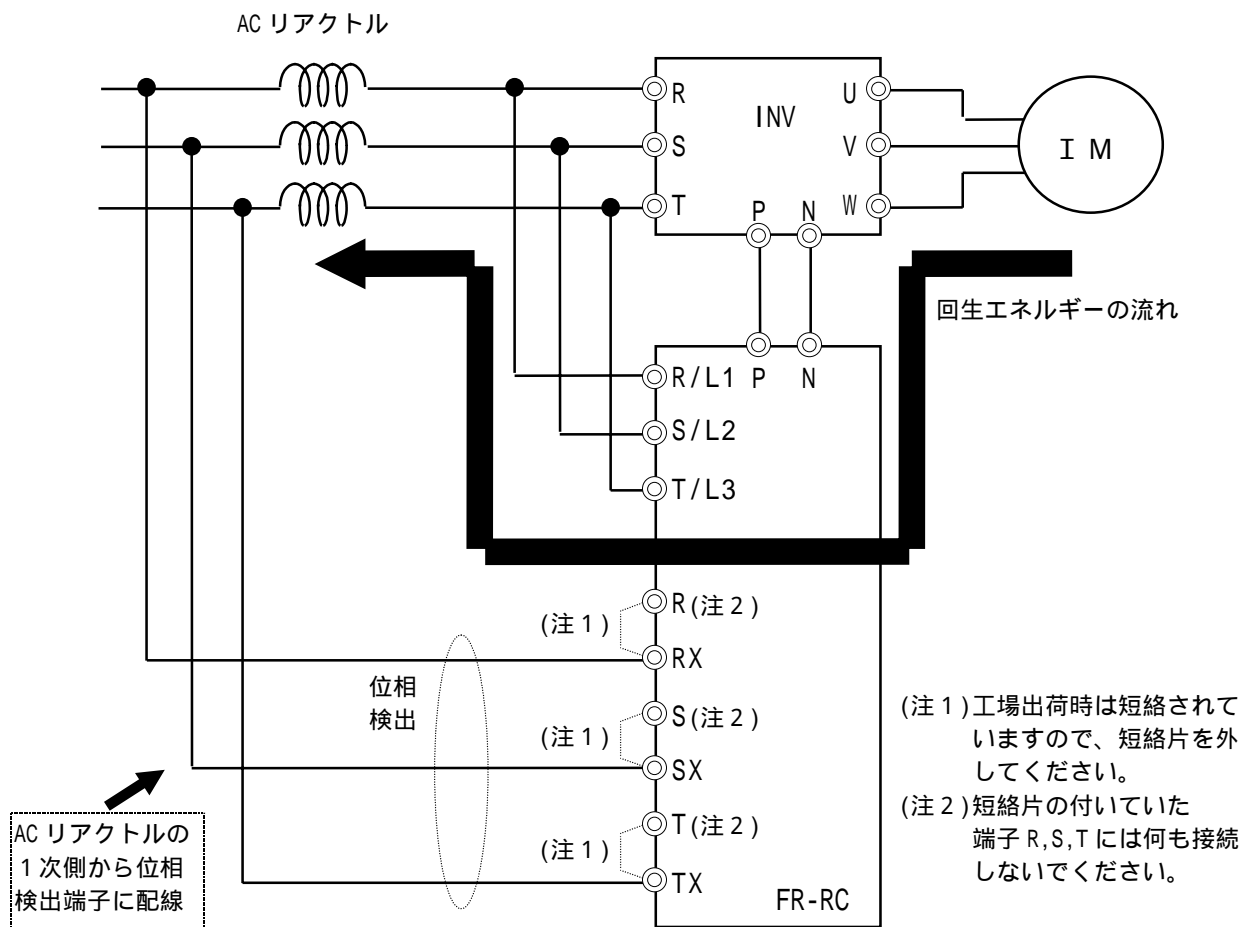 AC リアクトル
R
S
T
INV
U
V
W
P
N
ＩＭ
回生エネルギーの流れ
P
N
R/L1
S/L2
T/L3
R(注２)
(注１)
RX
位相
検出
S(注２)
(注１)
SX
T(注２)
(注１)
TX
FR-RC
AC リアクトルの
１次側から位相
検出端子に配線
(注１)工場出荷時は短絡されて
いますので、短絡片を外
してください。
(注２)短絡片の付いていた
端子 R,S,T には何も接続
しないでください。